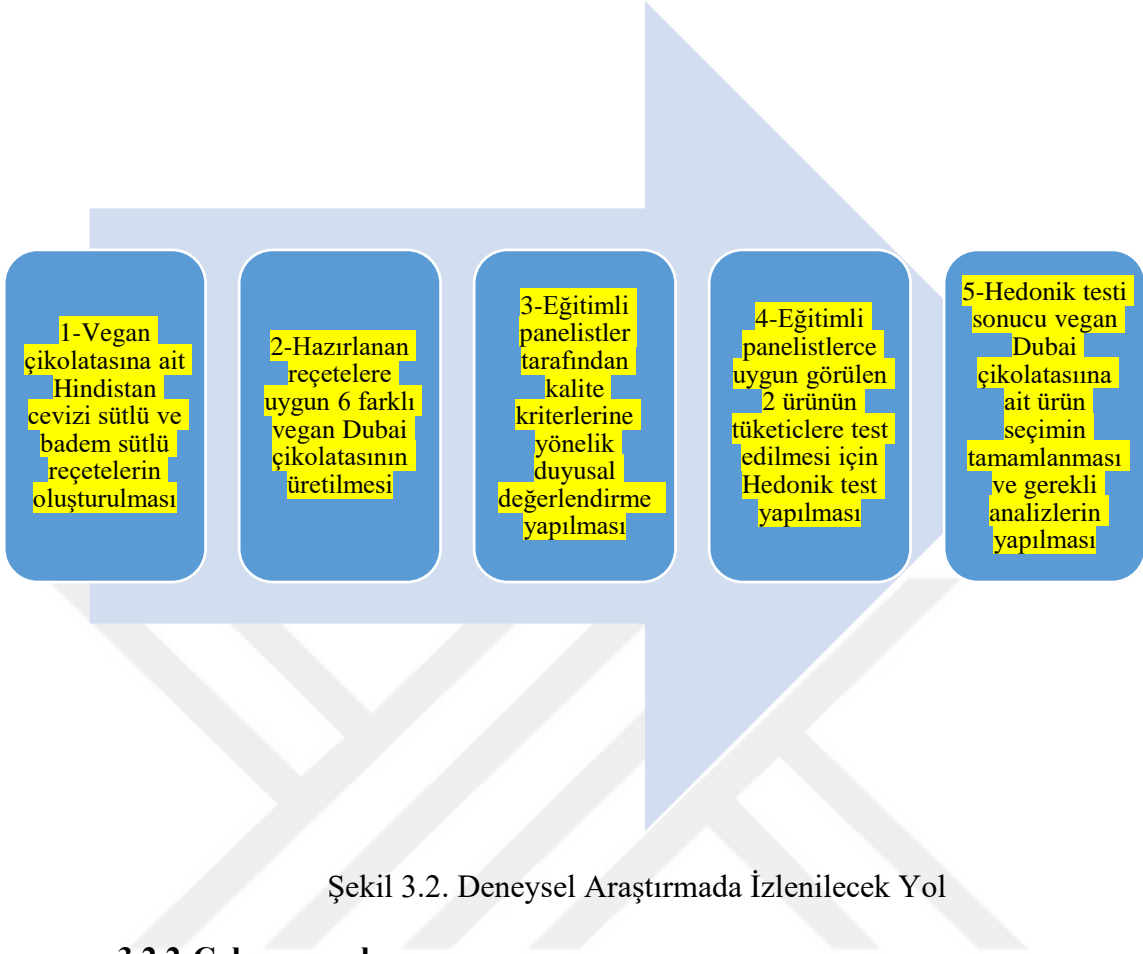 1-Vegan
çikolatasına ait
Hindistan
cevizi sütlü ve
badem sütlü
reçetelerin
oluşturulması
2-Hazırlanan
reçetelere
uygun 6 farklı
vegan Dubai
çikolatasının
üretilmesi
3-Eğitimli
panelistler
tarafından
kalite
kriterlerine
yönelik
duyusal
değerlendirme
yapılması
4-Eğitimli
panelistlerce
uygun görülen
2 ürünün
tüketiclere test
edilmesi için
Hedonik test
yapılması
5-Hedonik testi
sonucu vegan
Dubai
çikolatasıına
ait ürün
seçimin
tamamlanması
ve gerekli
analizlerin
yapılması
Şekil 3.2. Deneysel Araştırmada İzlenilecek Yol